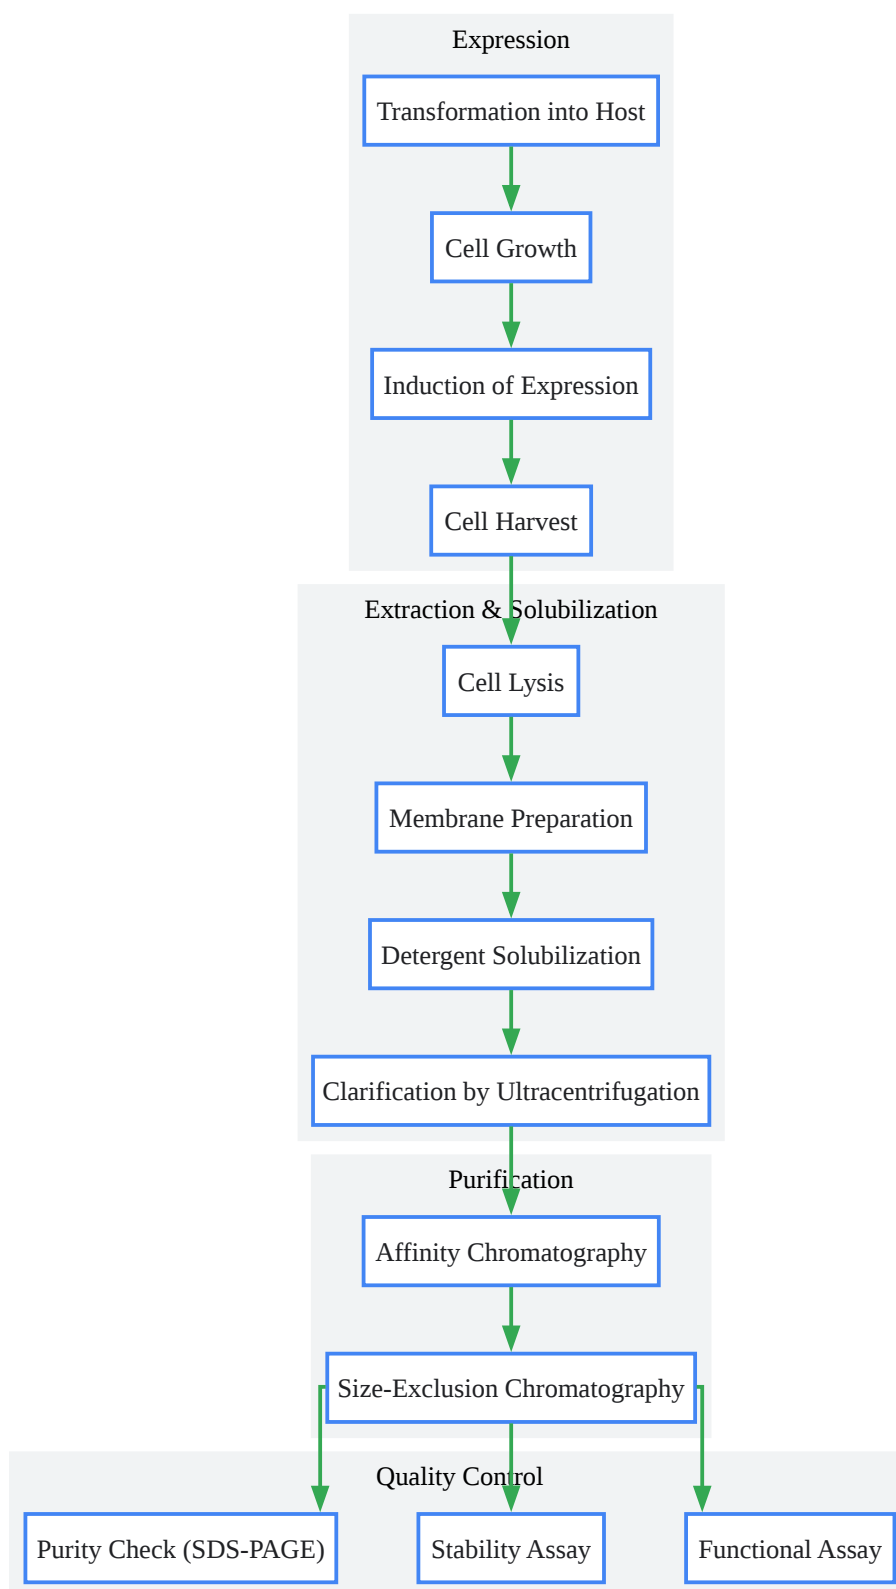 Expression
Transformation into Host
Cell Growth
Induction of Expression
Cell Harvest
Extraction & Solubilization
Cell Lysis
Membrane Preparation
Detergent Solubilization
Clarification by Ultracentrifugation
Purification
Affinity Chromatography
Size-Exclusion Chromatography
Quality Control
Purity Check (SDS-PAGE)
Stability Assay
Functional Assay